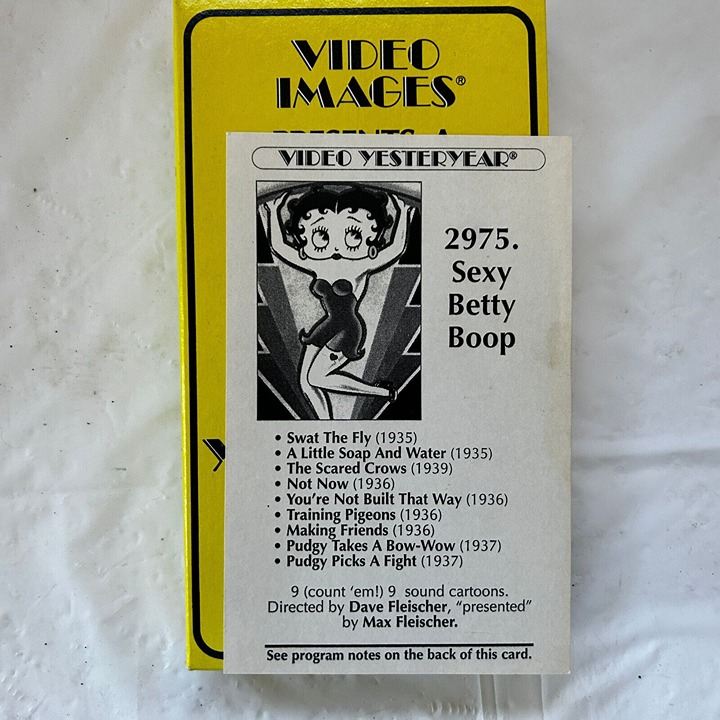 VIDEO
IMAGES®
PRESENTS A
VIDEO YESTERYEAR®
2975.
Sexy
Betty
Boop
• Swat The Fly (1935)
• A Little Soap And Water (1935)
• The Scared Crows (1939)
• Not Now (1936)
• You're Not Built That Way (1936)
• Training Pigeons (1936)
• Making Friends (1936)
• Pudgy Takes A Bow-Wow (1937)
• Pudgy Picks A Fight (1937)
9 (count ‘em!) 9 sound cartoons.
Directed by Dave Fleischer, “presented”
by Max Fleischer.
See program notes on the back of this card.